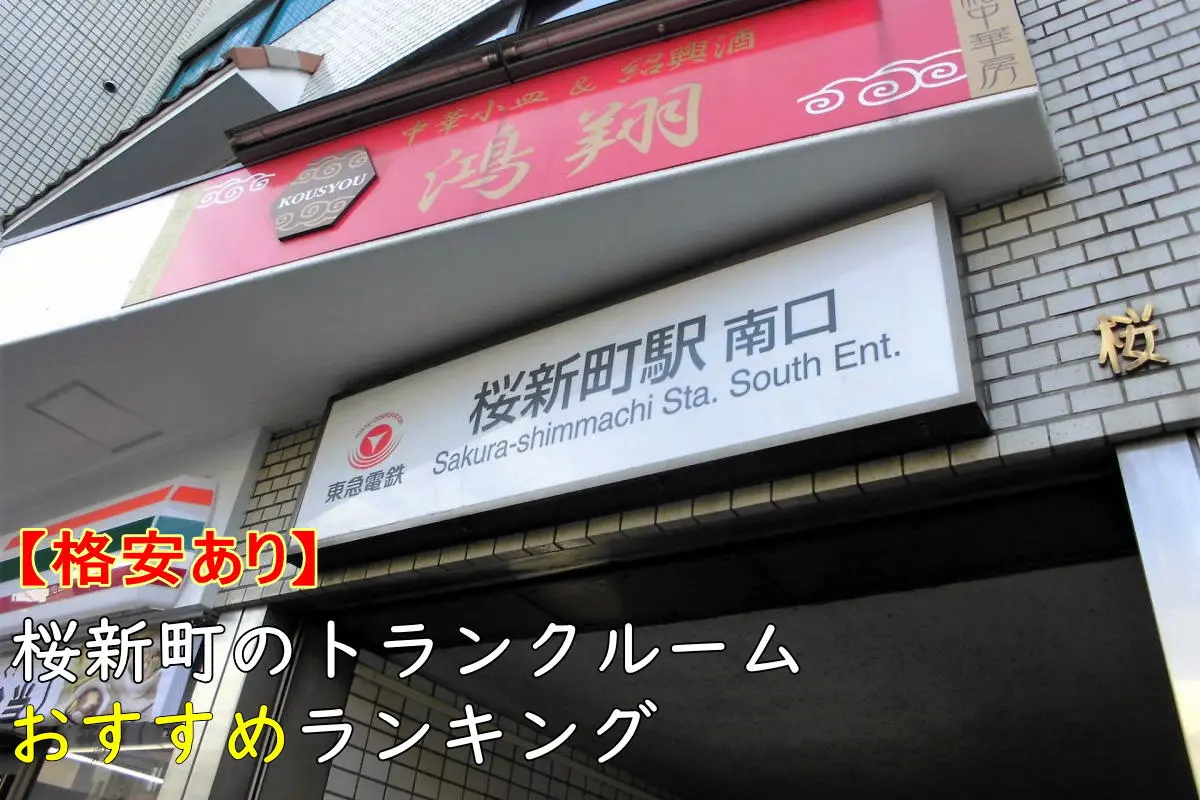 中華小皿 & 紹興酒
鴻翔
KOUSYOU
中華房
桜新町駅 南口
Sakura-shimmachi Sta. South Ent.
東急電鉄
桜
【格安あり】
桜新町のトランクルーム
おすすめランキング